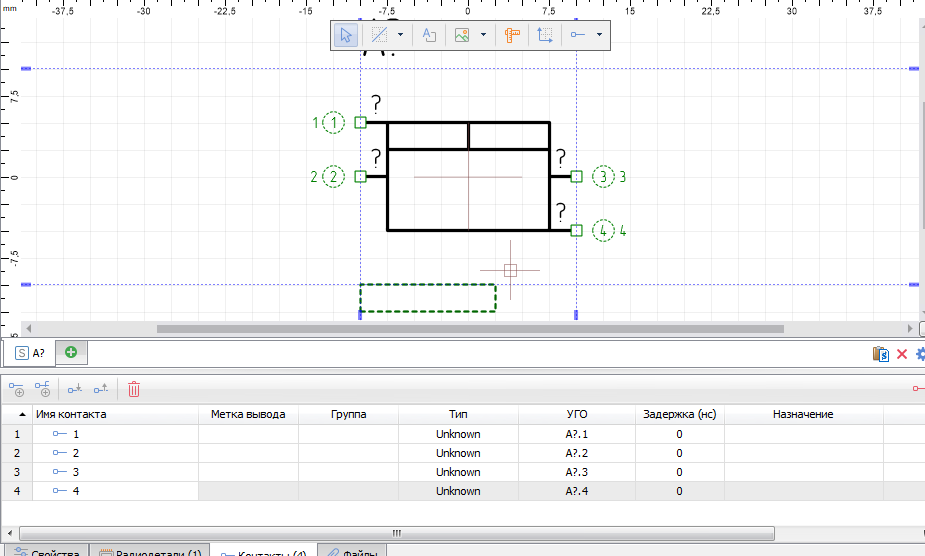 mm -37,5 -30 -22,5 -15 -7,5 0 7,5 15 22,5 30 37,5
A?
7,5
?
1 1
? ?
0 2 2 3 3
?
4 4
-7,5
S A?
Имя контакта Метка вывода Группа Тип УГО Задержка (нс) Назначение
1 1 Unknown A?.1 0
2 2 Unknown A?.2 0
3 3 Unknown A?.3 0
4 4 Unknown A?.4 0
Свойства Радиодетали (1) Контакты (4) Файлы